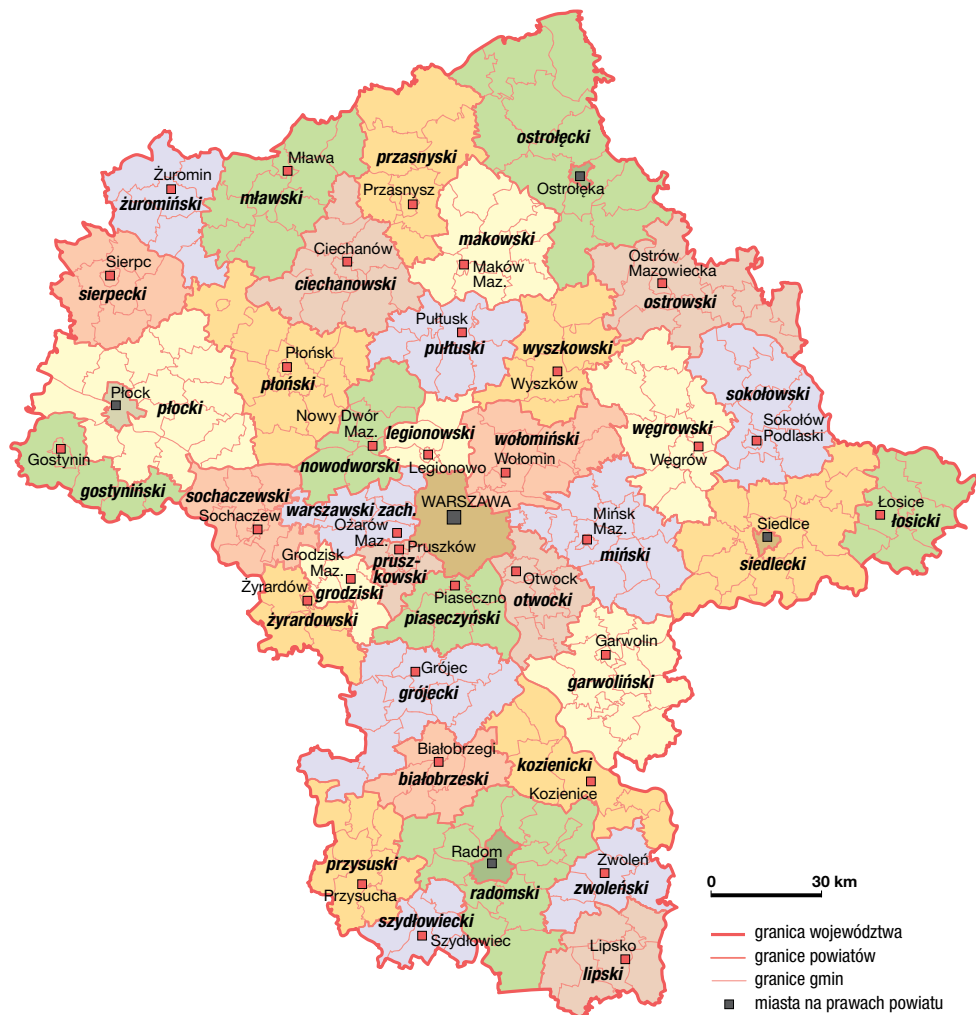 ostrołęcki
Ostrołęka
przasnyski
Przasnysz
Mława
mławski
Żuromin
żuromiński
makowski
Maków
Maz.
Ciechanów
ciechanowski
Sierpc
sierpecki
Ostrów
Mazowiecka
ostrowski
Pułtusk
pułtuski
wyszkowski
Wyszków
Płońsk
płoński
Płock
płocki
sokołowski
Sokołów
Podlaski
węgrowski
Węgrów
Nowy Dwór
Maz.
nowodworski
legionowski
Legionowo
wołomiński
Wołomin
Gostynin
gostyniński
sochaczewski
Sochaczew
warszawski zach.
Ożarów
Maz.
WARSZAWA
Mińsk
Maz.
miński
Siedlce
siedlecki
Łosice
łosicki
Pruszków
prusz-
kowski
Grodzisk
Maz.
grodziski
Żyrardów
żyrardowski
Piaseczno
piaseczyński
Otwock
otwocki
Garwolin
garwoliński
Grójec
grójecki
Białobrzegi
białobrzeski
kozienicki
Kozienice
Radom
radomski
przysuski
Przysucha
Zwoleń
zwoleński
szydłowiecki
Szydłowiec
Lipsko
lipski
0 30 km
granica województwa
granice powiatów
granice gmin
miasta na prawach powiatu